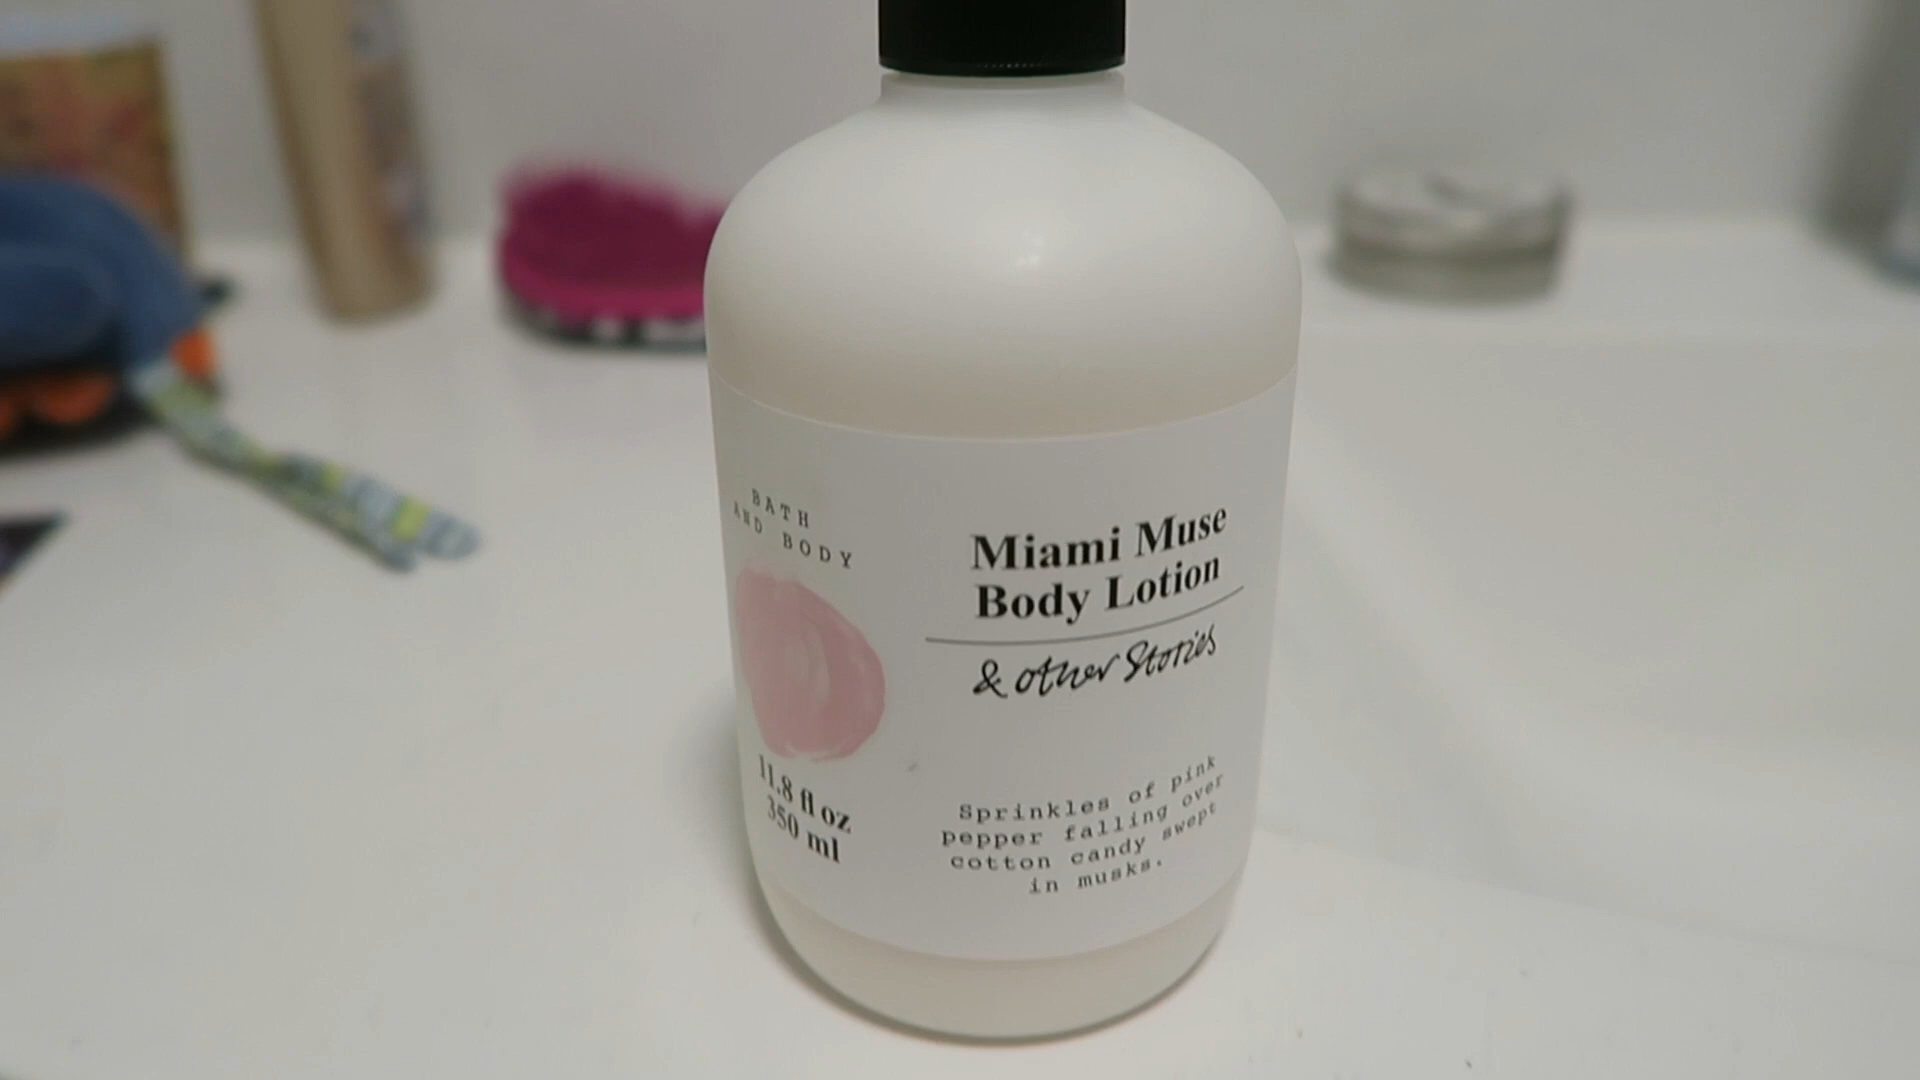 BATH
AND BODY
11.8 fl oz
350 ml
Miami Muse
Body Lotion
& other Stories
Sprinkles of pink
pepper falling over
cotton candy swept
in musks.